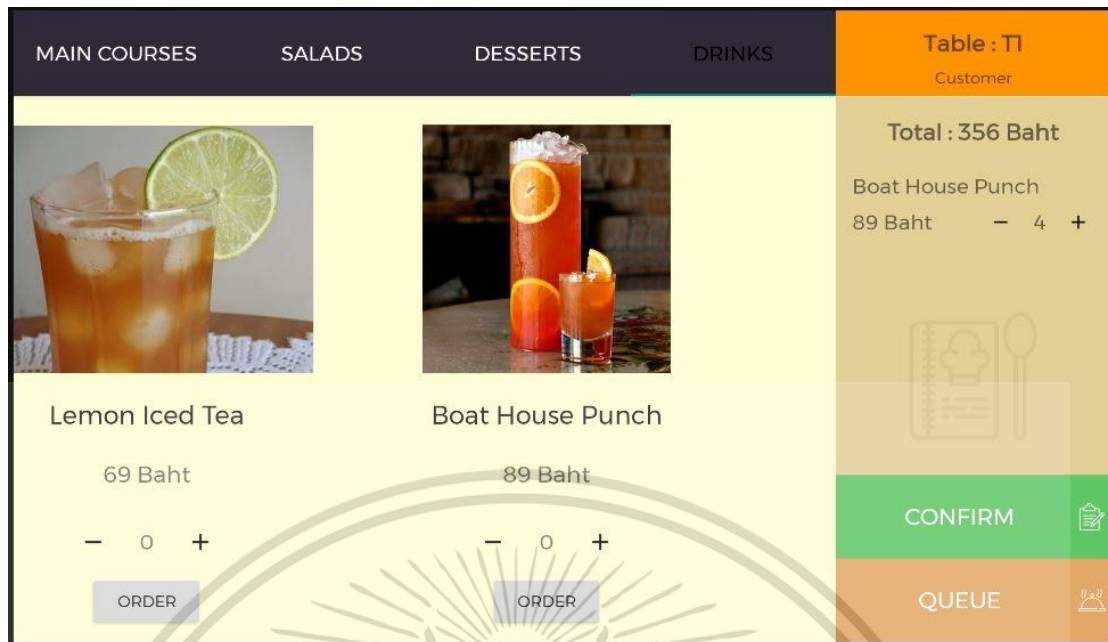 MAIN COURSES
SALADS
DESSERTS
DRINKS
Table : T1
Customer
Total : 356 Baht
Boat House Punch
89 Baht - 4 +
Lemon Iced Tea
69 Baht
- 0 +
ORDER
Boat House Punch
89 Baht
- 0 +
ORDER
CONFIRM
QUEUE